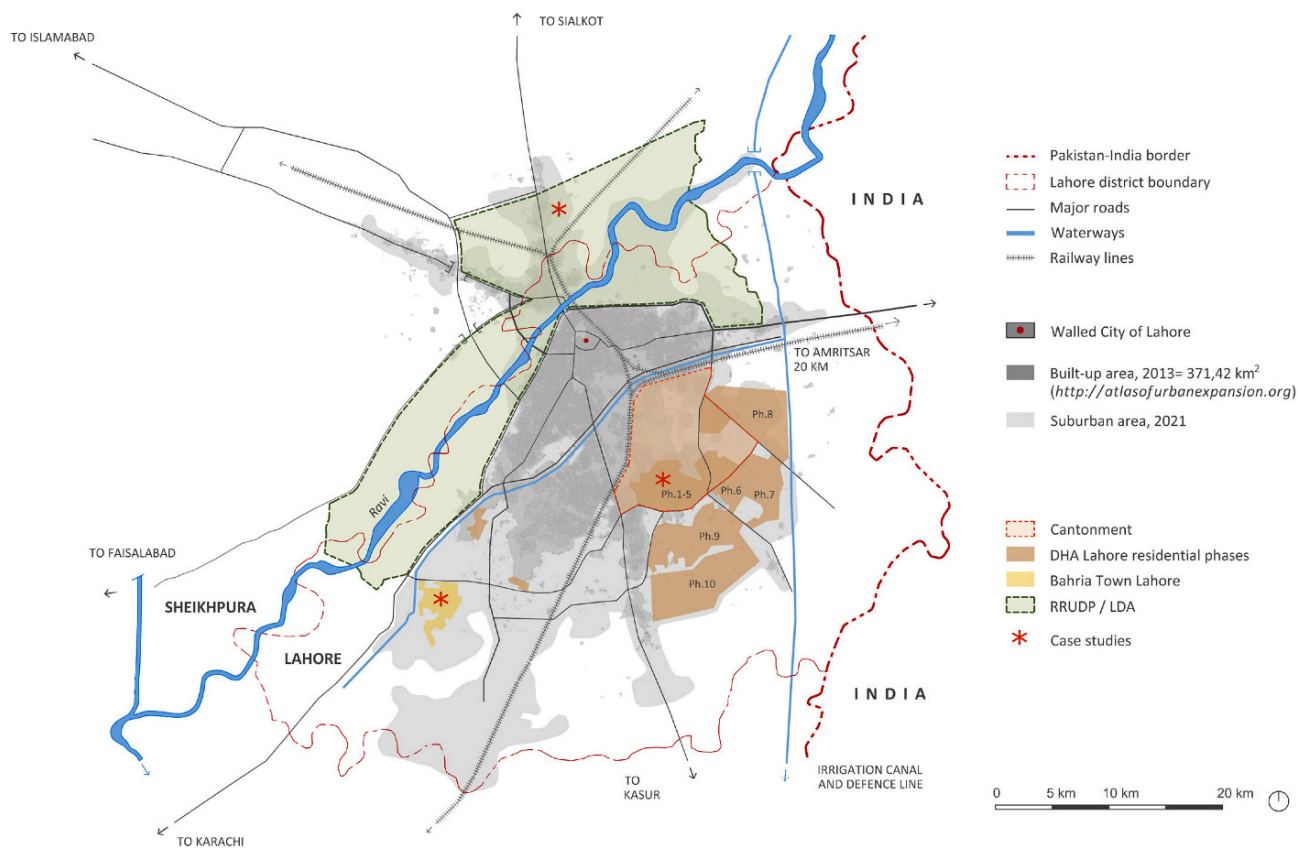 TO SIALKOT
TO ISLAMABAD
INDIA
TO AMRITSAR
20 KM
Ph.8
Ph.1-5
Ph.6
Ph.7
Ravi
Ph.9
Ph.10
TO FAISALABAD
SHEIKHPURA
LAHORE
INDIA
TO
KASUR
IRRIGATION CANAL
AND DEFENCE LINE
TO KARACHI
Pakistan-India border
Lahore district boundary
Major roads
Waterways
Railway lines
Walled City of Lahore
Built-up area, 2013= 371,42 km²
(http://atlasofurbanexpansion.org)
Suburban area, 2021
Cantonment
DHA Lahore residential phases
Bahria Town Lahore
RRUDP / LDA
Case studies
0 5 km 10 km 20 km